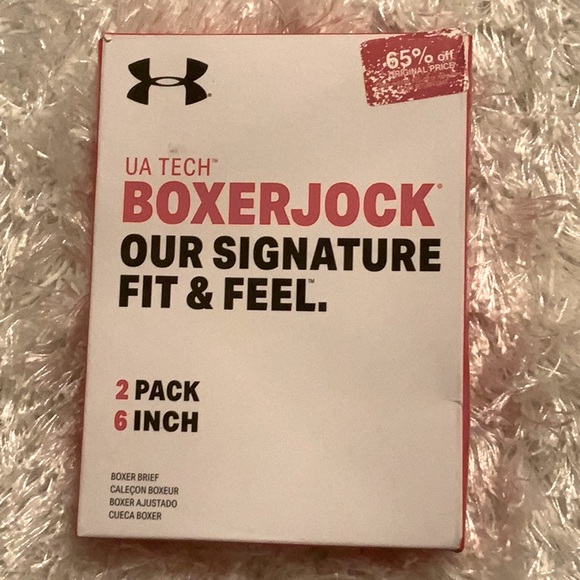 65% off
ORIGINAL PRICE
UA TECH™
BOXERJOCK®
OUR SIGNATURE
FIT & FEEL.™
2 PACK
6 INCH
BOXER BRIEF
CALEÇON BOXEUR
BOXER AJUSTADO
CUECA BOXER